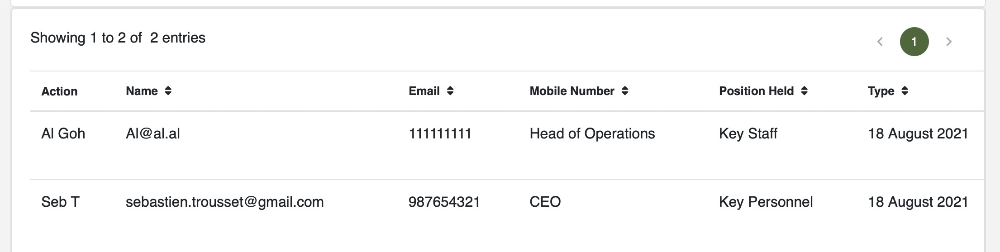 Showing 1 to 2 of 2 entries
1
Action Name Email Mobile Number Position Held Type
Al Goh Al@al.al 111111111 Head of Operations Key Staff 18 August 2021
Seb T sebastien.trousset@gmail.com 987654321 CEO Key Personnel 18 August 2021